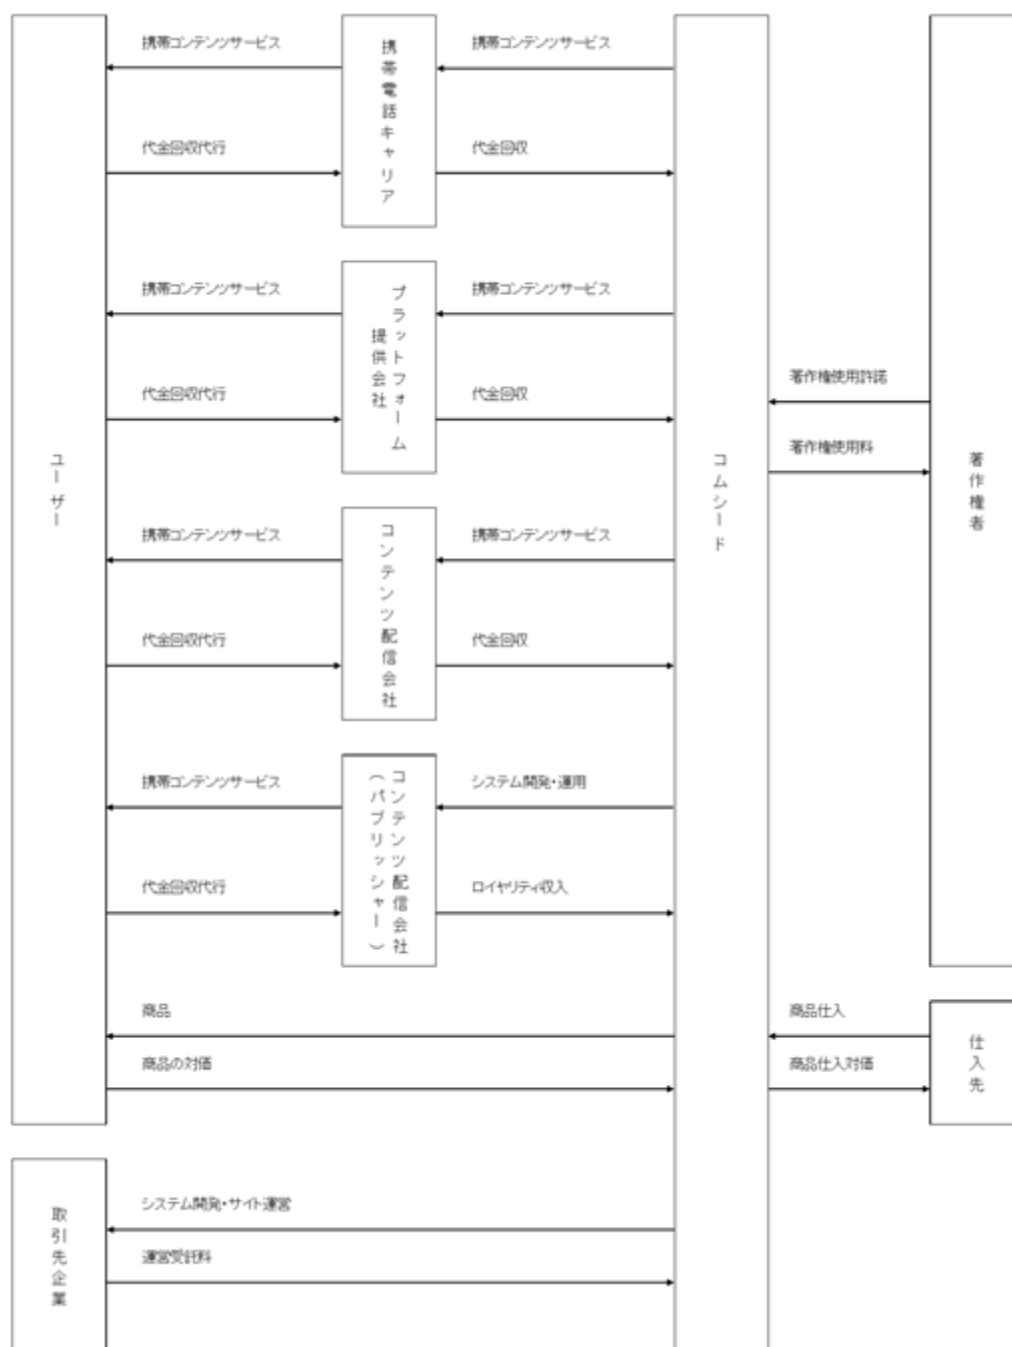 携帯コンテンツサービス
携帯コンテンツサービス
携帯電話キャリア
代金回収代行
代金回収
携帯コンテンツサービス
携帯コンテンツサービス
プラットフォーム
提供会社
代金回収代行
代金回収
著作権使用許諾
著作権使用料
ユーザー
コムシード
著作権者
携帯コンテンツサービス
携帯コンテンツサービス
コンテンツ配信会社
代金回収代行
代金回収
携帯コンテンツサービス
システム開発・運用
コンテンツ配信会社
（パブリッシャー）
代金回収代行
ロイヤリティ収入
商品
商品仕入
商品の対価
商品仕入対価
仕入先
システム開発・サイト運営
運営受託料
取引先企業